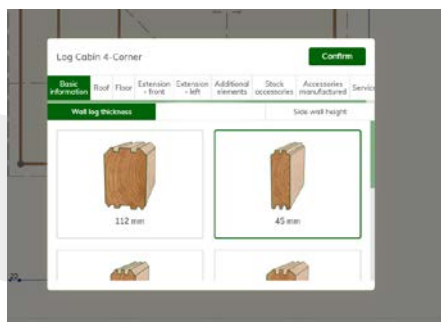 Log Cabin 4-Corner
Confirm
Basic information
Roof
Floor
Extension - front
Extension - left
Additional elements
Stock accessories
Accessories manufactured
Service
Wall log thickness
Side wall height
112 mm
45 mm